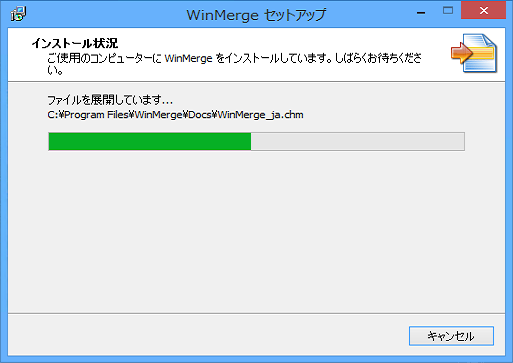 WinMerge セットアップ
インストール状況
ご使用のコンピューターに WinMerge をインストールしています。しばらくお待ちくださ
い。
ファイルを展開しています...
C:¥Program Files¥WinMerge¥Docs¥WinMerge_ja.chm
キャンセル